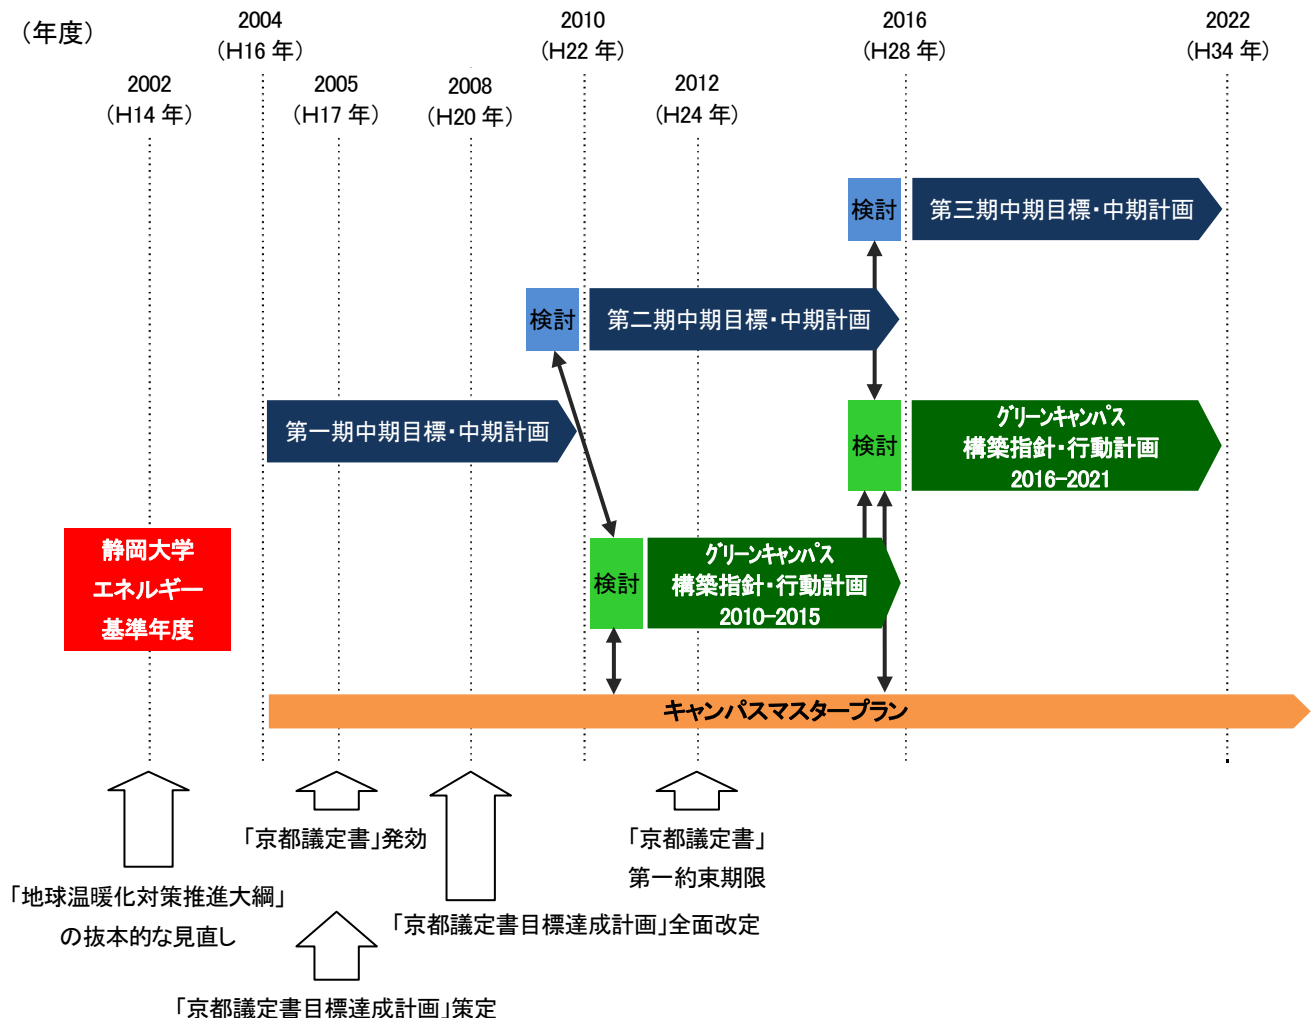 （年度）
2004
（H16 年）
2010
（H22 年）
2016
（H28 年）
2022
（H34 年）
2002
（H14 年）
2005
（H17 年）
2008
（H20 年）
2012
（H24 年）
検討
第三期中期目標・中期計画
検討
第二期中期目標・中期計画
第一期中期目標・中期計画
検討
グリーンキャンパス
構築指針・行動計画
2016-2021
静岡大学
エネルギー
基準年度
検討
グリーンキャンパス
構築指針・行動計画
2010-2015
キャンパスマスタープラン
「京都議定書」発効
「京都議定書」
第一約束期限
「地球温暖化対策推進大綱」
の抜本的な見直し
「京都議定書目標達成計画」全面改定
「京都議定書目標達成計画」策定